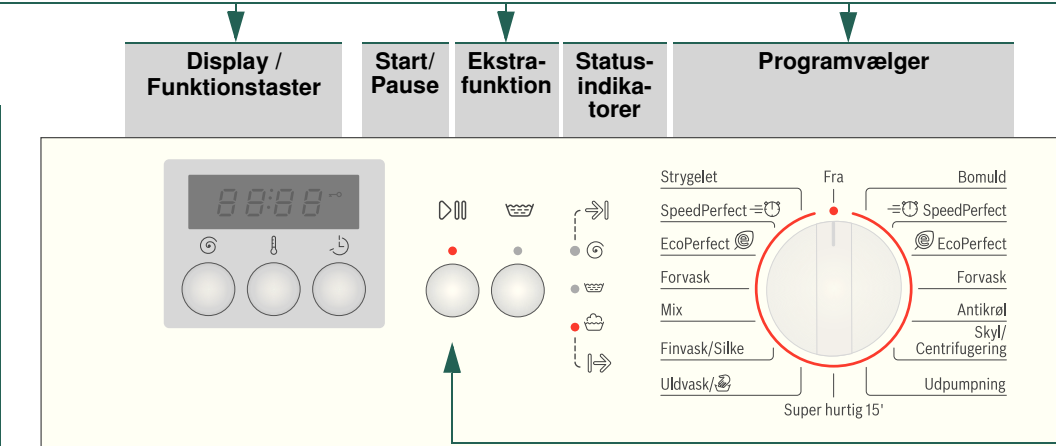 Display /
Funktionstaster
Start/
Pause
Ekstra-
funktion
Status-
indika-
torer
Programvælger
88:88
Strygelet
SpeedPerfect
EcoPerfect
Forvask
Mix
Finvask/Silke
Uldvask/
Fra
Bomuld
SpeedPerfect
EcoPerfect
Forvask
Antikrøl
Skyl/
Centrifugering
Udpumpning
Super hurtig 15'